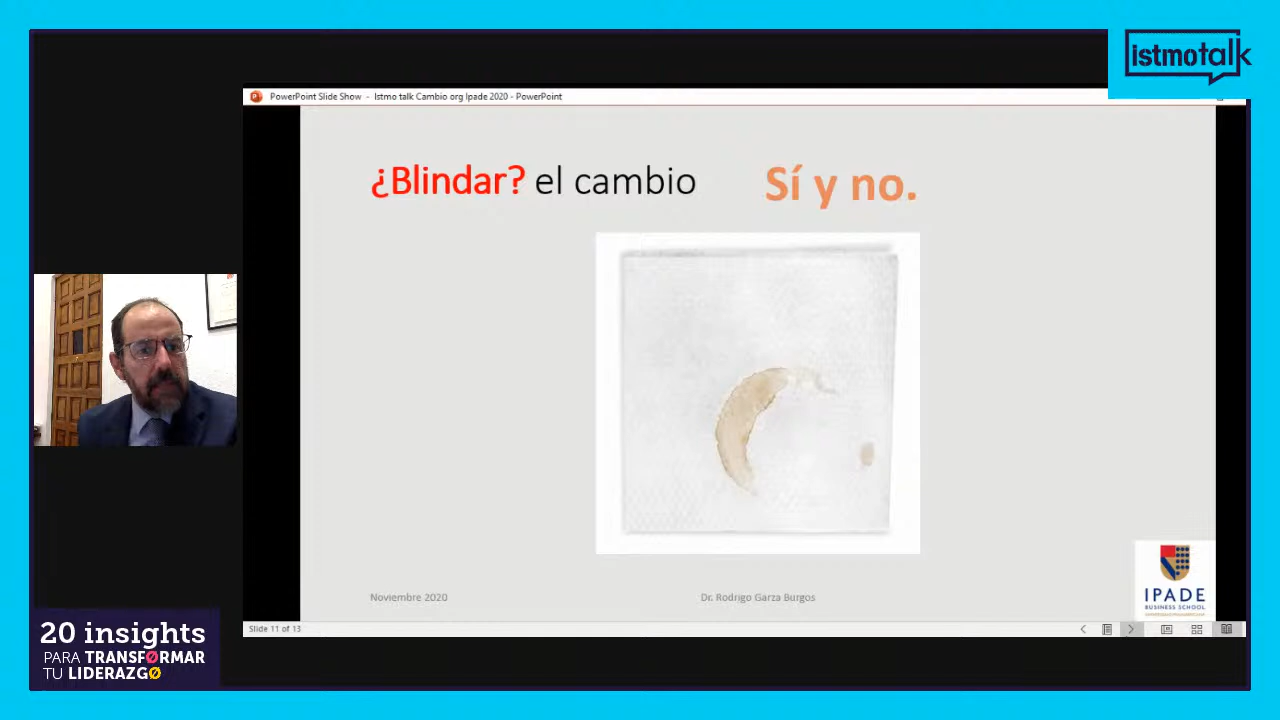 istmotalk
PowerPoint Slide Show - Istmo talk Cambio org Ipade 2020 - PowerPoint
¿Blindar? el cambio
Sí y no.
Noviembre 2020
Dr. Rodrigo Garza Burgos
IPADE
BUSINESS SCHOOL
Slide 11 of 13
20 insights
PARA TRANSFORMAR
TU LIDERAZGO